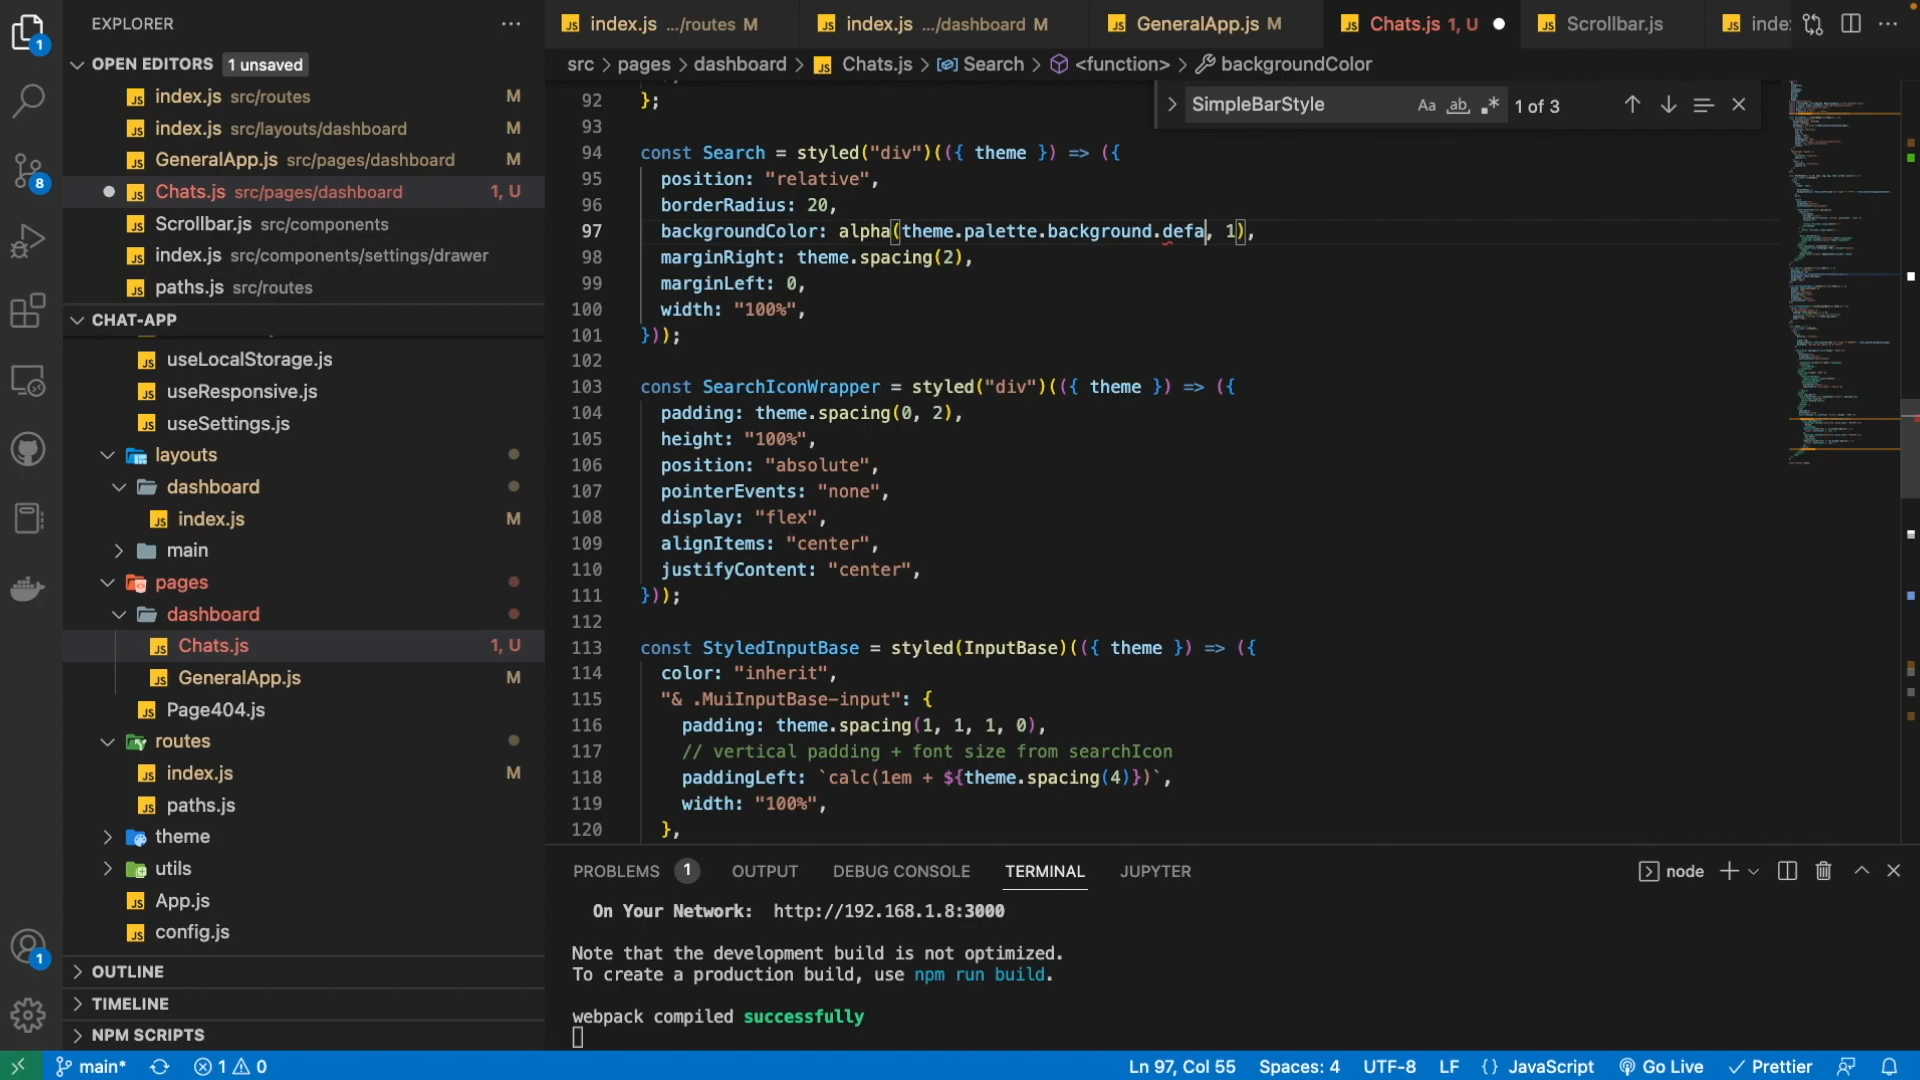 EXPLORER
OPEN EDITORS 1 unsaved
index.js src/routes M
index.js src/layouts/dashboard M
GeneralApp.js src/pages/dashboard M
Chats.js src/pages/dashboard 1, U
Scrollbar.js src/components
index.js src/components/settings/drawer
paths.js src/routes
CHAT-APP
useLocalStorage.js
useResponsive.js
useSettings.js
layouts
dashboard
index.js M
main
pages
dashboard
Chats.js 1, U
GeneralApp.js M
Page404.js
routes
index.js M
paths.js
theme
utils
App.js
config.js
OUTLINE
TIMELINE
NPM SCRIPTS
1
8
1
index.js .../routes M
index.js .../dashboard M
GeneralApp.js M
Chats.js 1, U
Scrollbar.js
inde
src > pages > dashboard > Chats.js > Search > <function> > backgroundColor
SimpleBarStyle Aa ab 1 of 3
92 };
93
94 const Search = styled("div")(({ theme }) => ({
95 position: "relative",
96 borderRadius: 20,
97 backgroundColor: alpha(theme.palette.background.defa, 1),
98 marginRight: theme.spacing(2),
99 marginLeft: 0,
100 width: "100%",
101 }));
102
103 const SearchIconWrapper = styled("div")(({ theme }) => ({
104 padding: theme.spacing(0, 2),
105 height: "100%",
106 position: "absolute",
107 pointerEvents: "none",
108 display: "flex",
109 alignItems: "center",
110 justifyContent: "center",
111 }));
112
113 const StyledInputBase = styled(InputBase)(({ theme }) => ({
114 color: "inherit",
115 "& .MuiInputBase-input": {
116 padding: theme.spacing(1, 1, 1, 0),
117 // vertical padding + font size from searchIcon
118 paddingLeft: `calc(1em + ${theme.spacing(4)})`,
119 width: "100%",
120 },
PROBLEMS 1 OUTPUT DEBUG CONSOLE TERMINAL JUPYTER node
On Your Network: http://192.168.1.8:3000
Note that the development build is not optimized.
To create a production build, use npm run build.
webpack compiled successfully
main* 1 0 Ln 97, Col 55 Spaces: 4 UTF-8 LF {} JavaScript Go Live Prettier